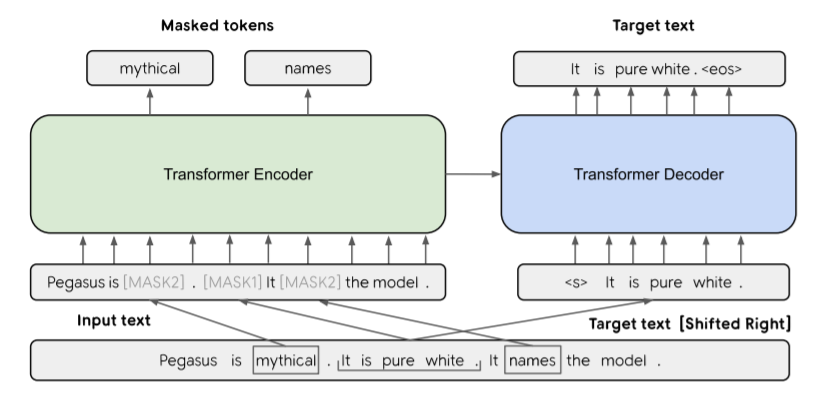 Masked tokens
Target text
mythical
names
It is pure white . <eos>
Transformer Encoder
Transformer Decoder
Pegasus is [MASK2] . [MASK1] It [MASK2] the model .
<s> It is pure white .
Input text
Target text [Shifted Right]
Pegasus is mythical . It is pure white . It names the model .